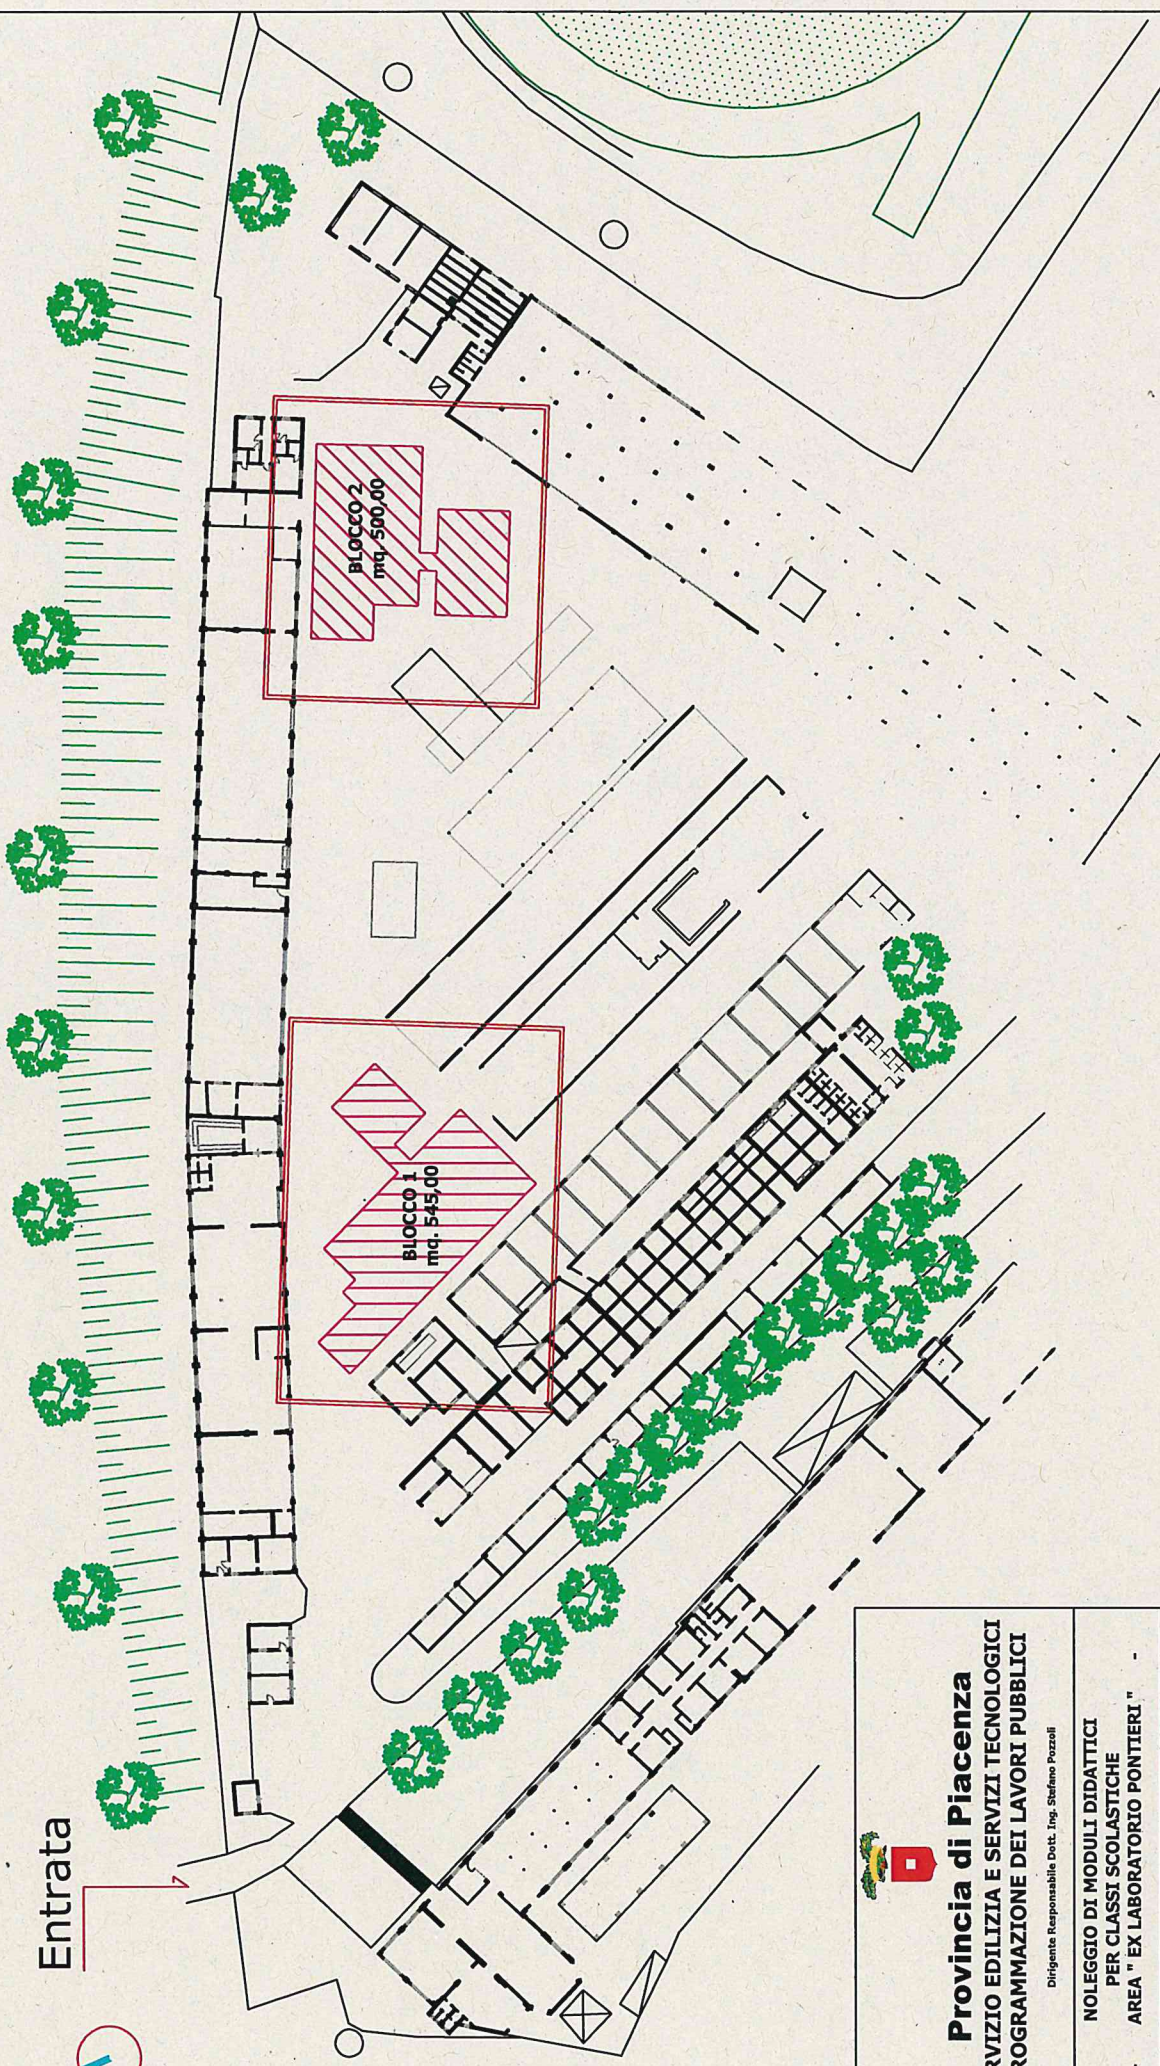 Entrata
BLOCCO 2
mq. 500,00
BLOCCO 1
mq. 545,00
Provincia di Piacenza
RVIZIO EDILIZIA E SERVIZI TECNOLOGICI
ROGRAMMAZIONE DEI LAVORI PUBBLICI
Dirigente Responsabile Dott. Ing. Stefano Pozzoli
NOLEGGIO DI MODULI DIDATTICI
PER CLASSI SCOLASTICHE
AREA " EX LABORATORIO PONTIERI " -